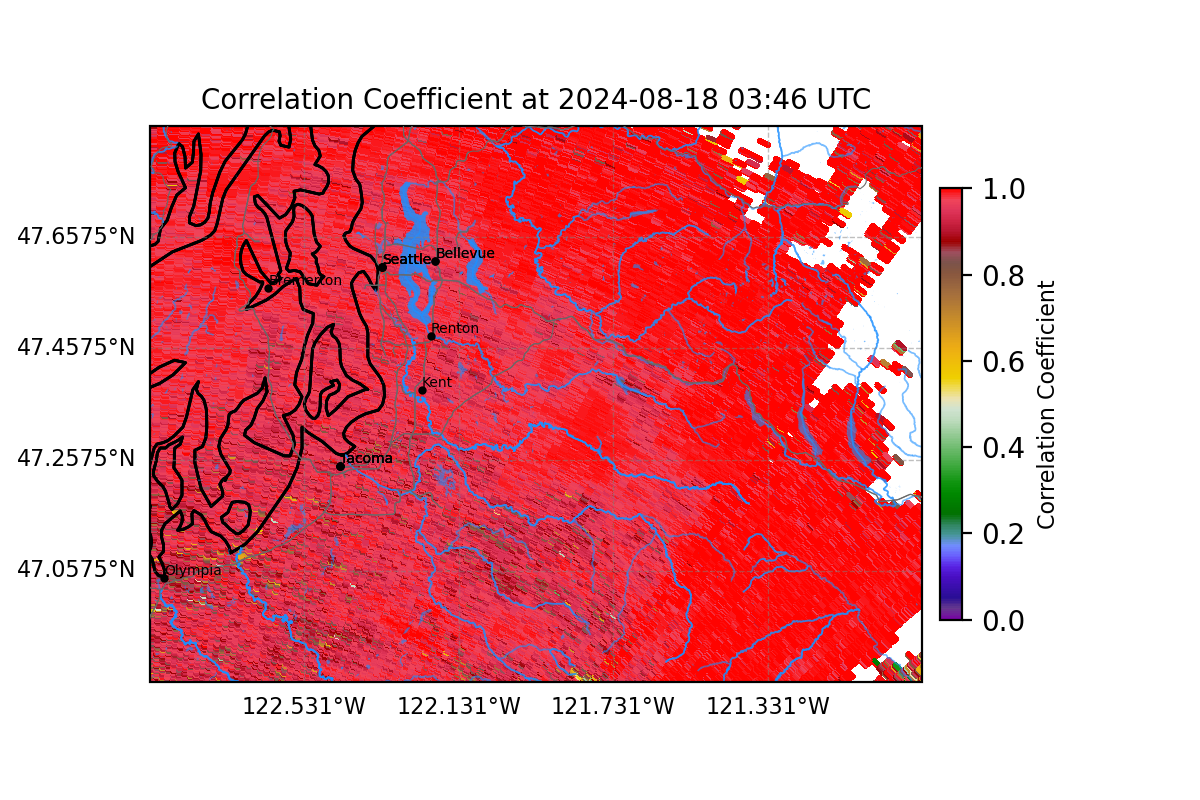 Correlation Coefficient at 2024-08-18 03:46 UTC
1.0
47.6575°N
Seattle
Bellevue
Bremerton
0.8
47.4575°N
Renton
0.6
Kent
Correlation Coefficient
0.4
47.2575°N
Tacoma
0.2
47.0575°N
Olympia
0.0
122.531°W
122.131°W
121.731°W
121.331°W